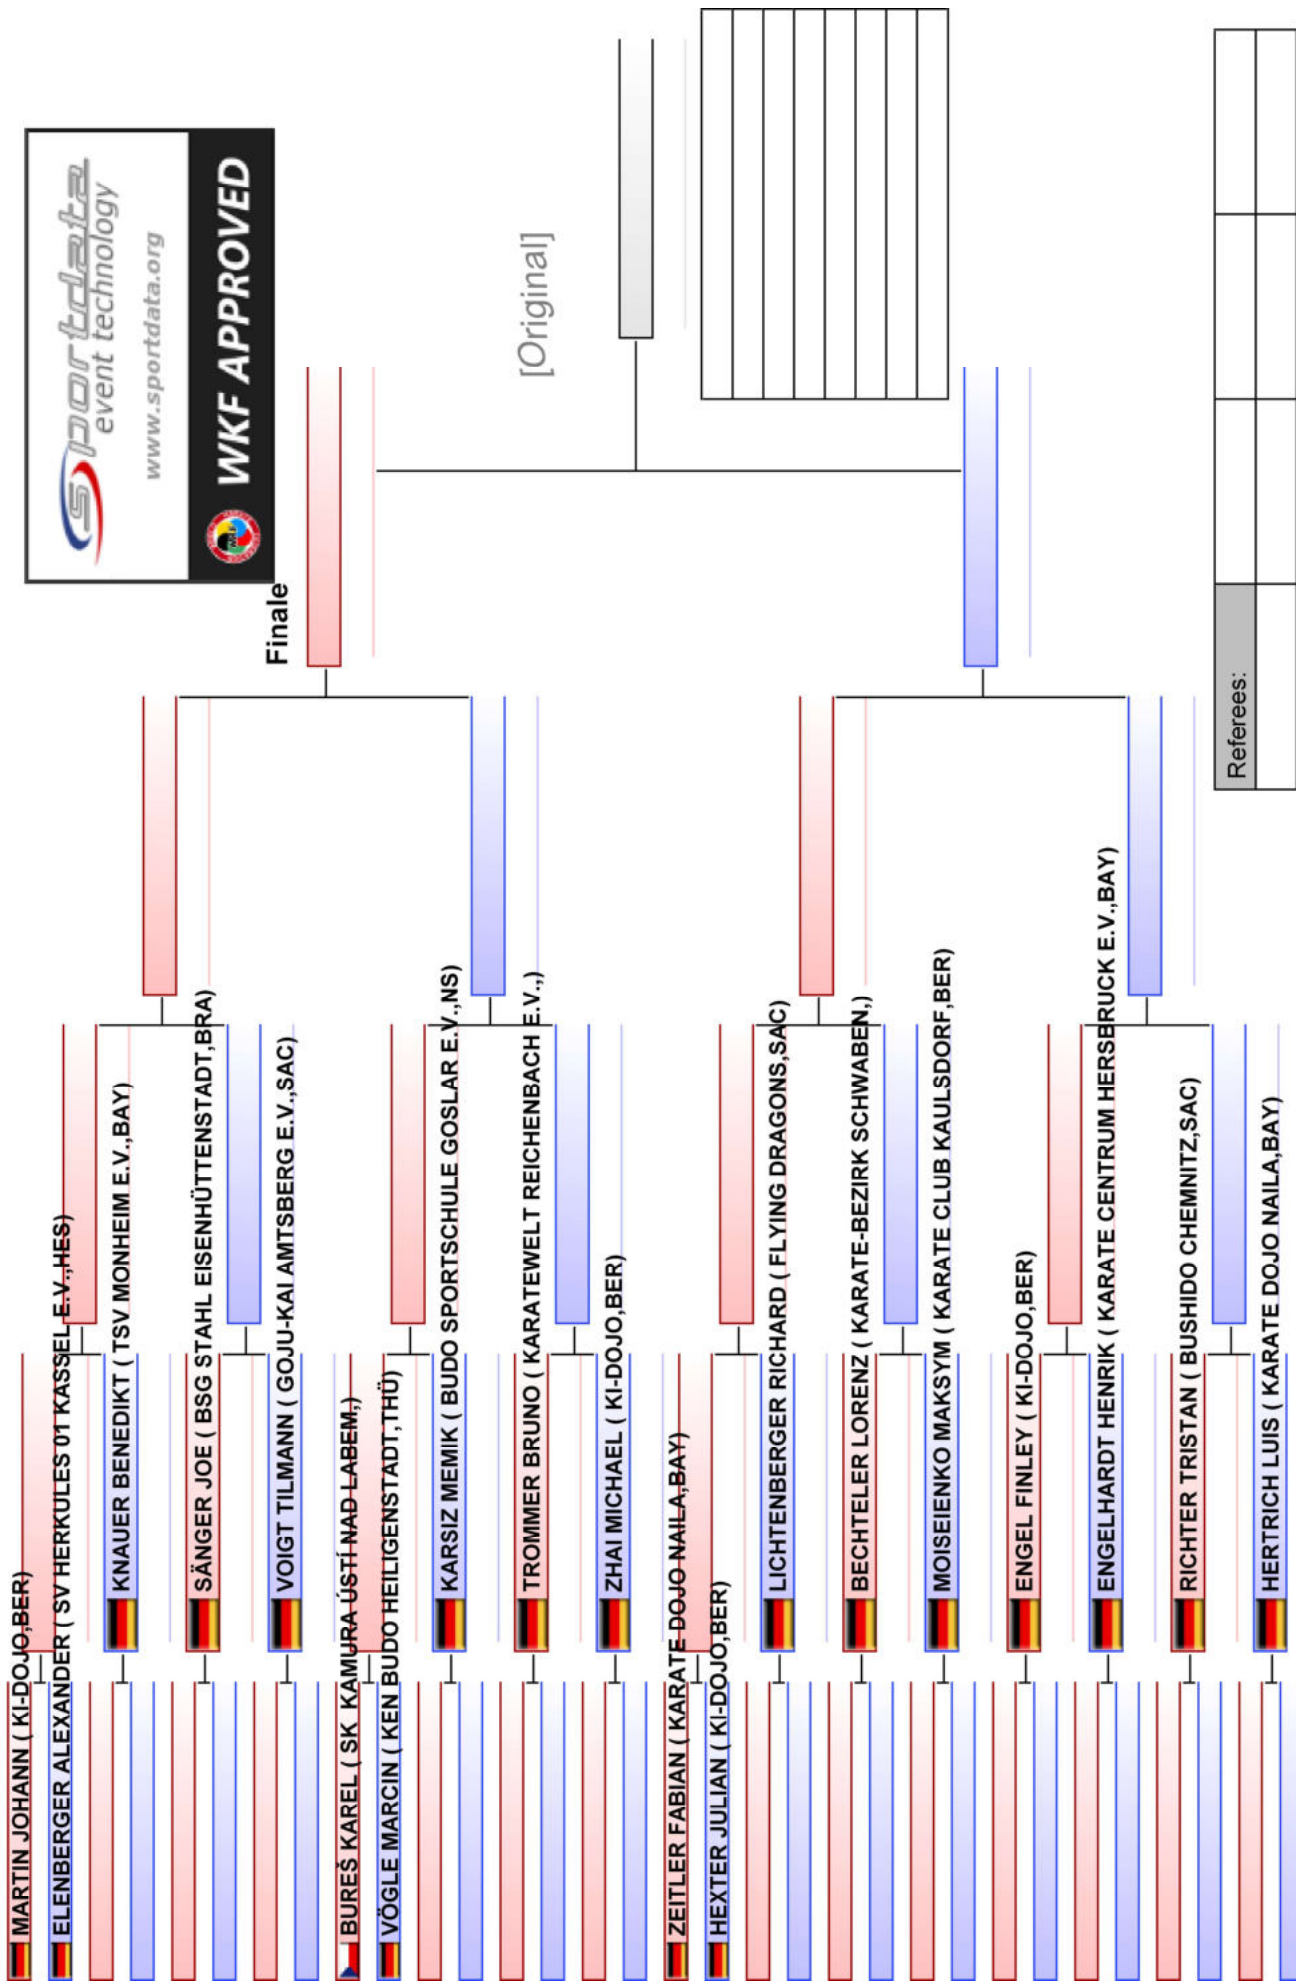 MARTIN JOHANN ( KI-DOJO,BER)
ELENBERGER ALEXANDER ( SV HERKULES 01 KASSEL E.V.,HES)
KNAUER BENEDIKT ( TSV MONHEIM E.V.,BAY)
SÄNGER JOE ( BSG STAHL EISENHÜTTENSTADT,BRA)
VOIGT TILMANN ( GOJU-KAI AMTSBERG E.V.,SAC)
BUREŠ KAREL ( SK KAMURA ÚSTÍ NAD LABEM,)
VÖGLE MARCIN ( KEN BUDO HEILIGENSTADT,THÜ)
KARSIZ MEMIK ( BUDO SPORTSCHULE GOSLAR E.V.,NS)
TROMMER BRUNO ( KARATEWELT REICHENBACH E.V.,)
ZHAI MICHAEL ( KI-DOJO,BER)
ZEITLER FABIAN ( KARATE DOJO NAILA,BAY)
HEXTER JULIAN ( KI-DOJO,BER)
LICHTENBERGER RICHARD ( FLYING DRAGONS,SAC)
BECHTELER LORENZ ( KARATE-BEZIRK SCHWABEN,)
MOISEIENKO MAKSYM ( KARATE CLUB KAULSDORF,BER)
ENGEL FINLEY ( KI-DOJO,BER)
ENGELHARDT HENRIK ( KARATE CENTRUM HERSBRUCK E.V.,BAY)
RICHTER TRISTAN ( BUSHIDO CHEMNITZ,SAC)
HERTRICH LUIS ( KARATE DOJO NAILA,BAY)
Finale
sportdata
event technology
www.sportdata.org
WKF APPROVED
[Original]
Referees: